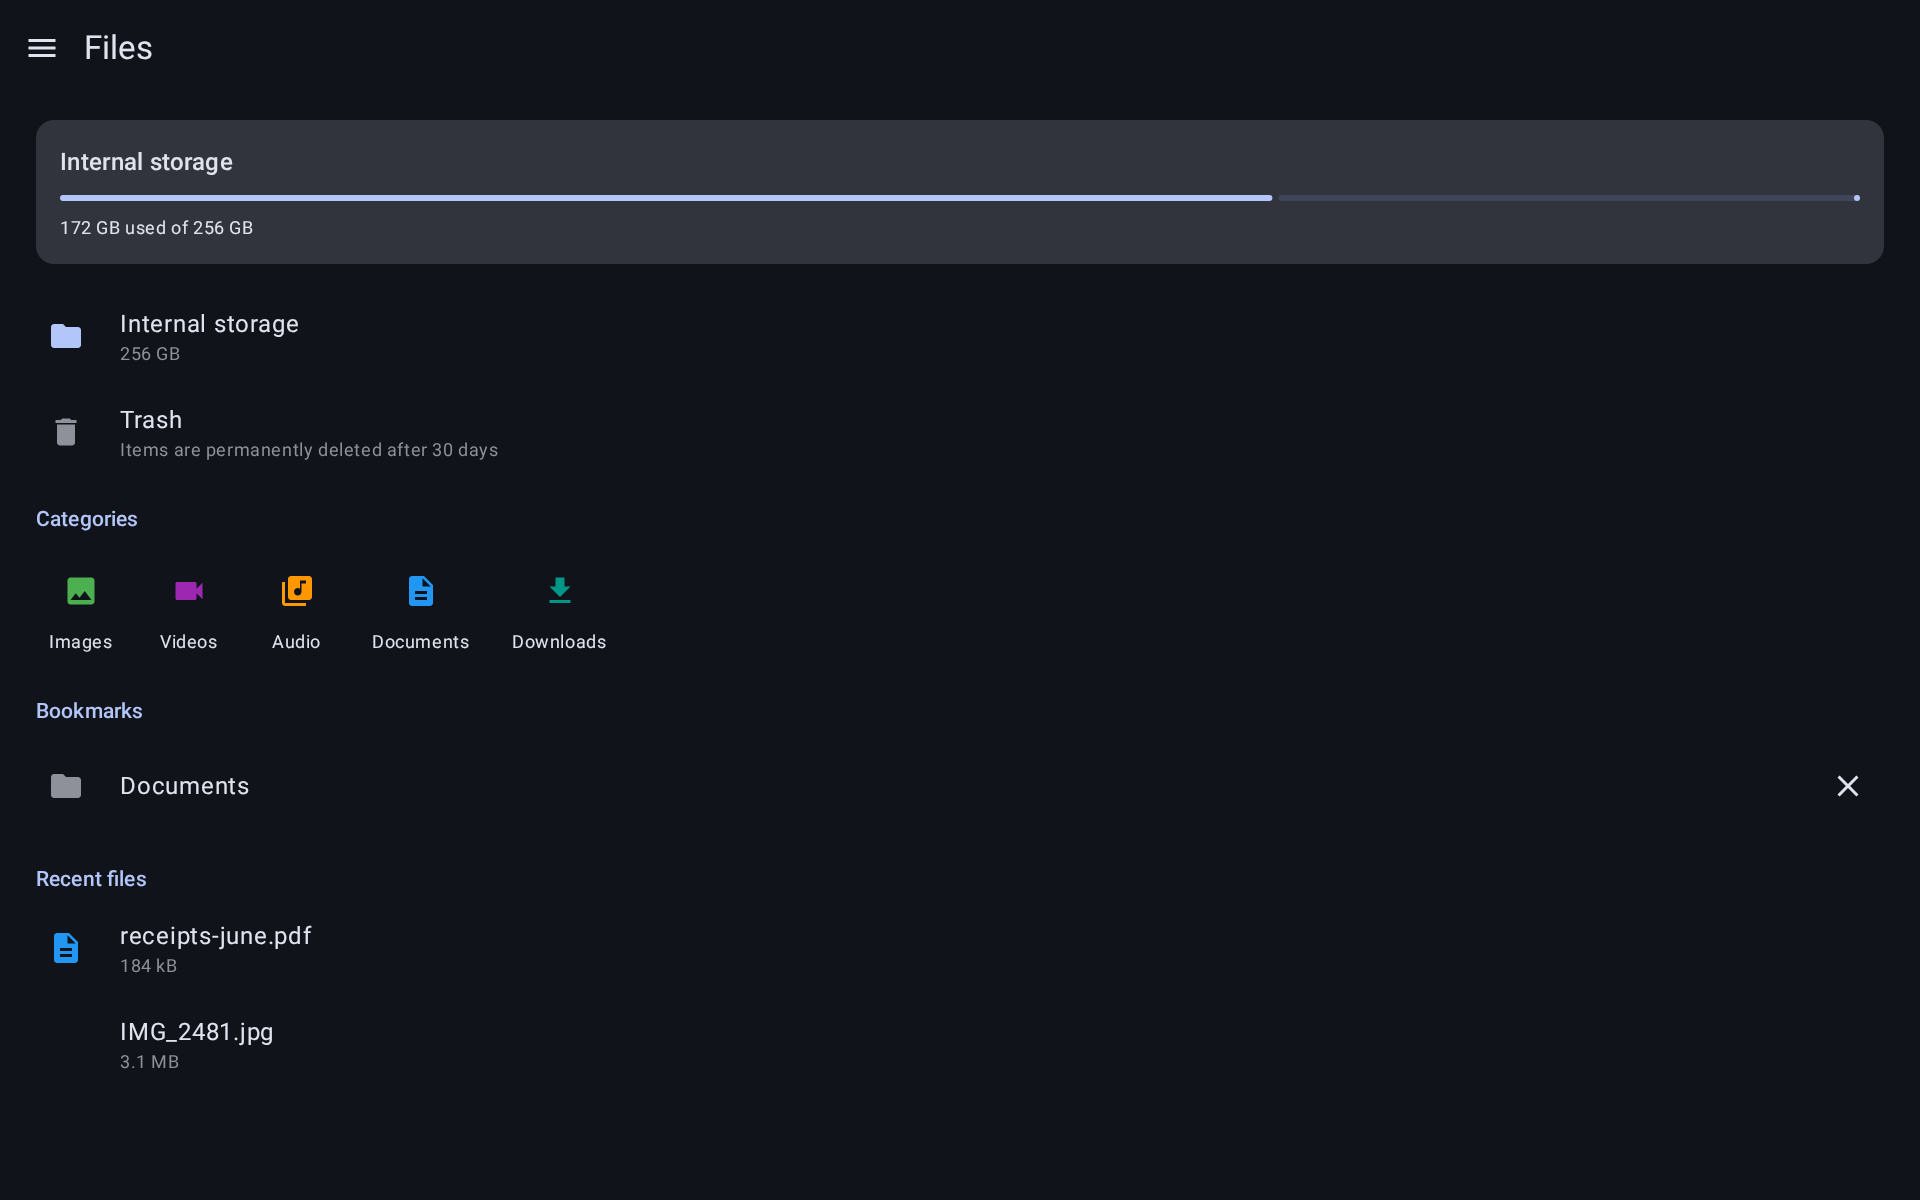 Files
Internal storage
172 GB used of 256 GB
Internal storage
256 GB
Trash
Items are permanently deleted after 30 days
Categories
Images
Videos
Audio
Documents
Downloads
Bookmarks
Documents
Recent files
receipts-june.pdf
184 kB
IMG_2481.jpg
3.1 MB